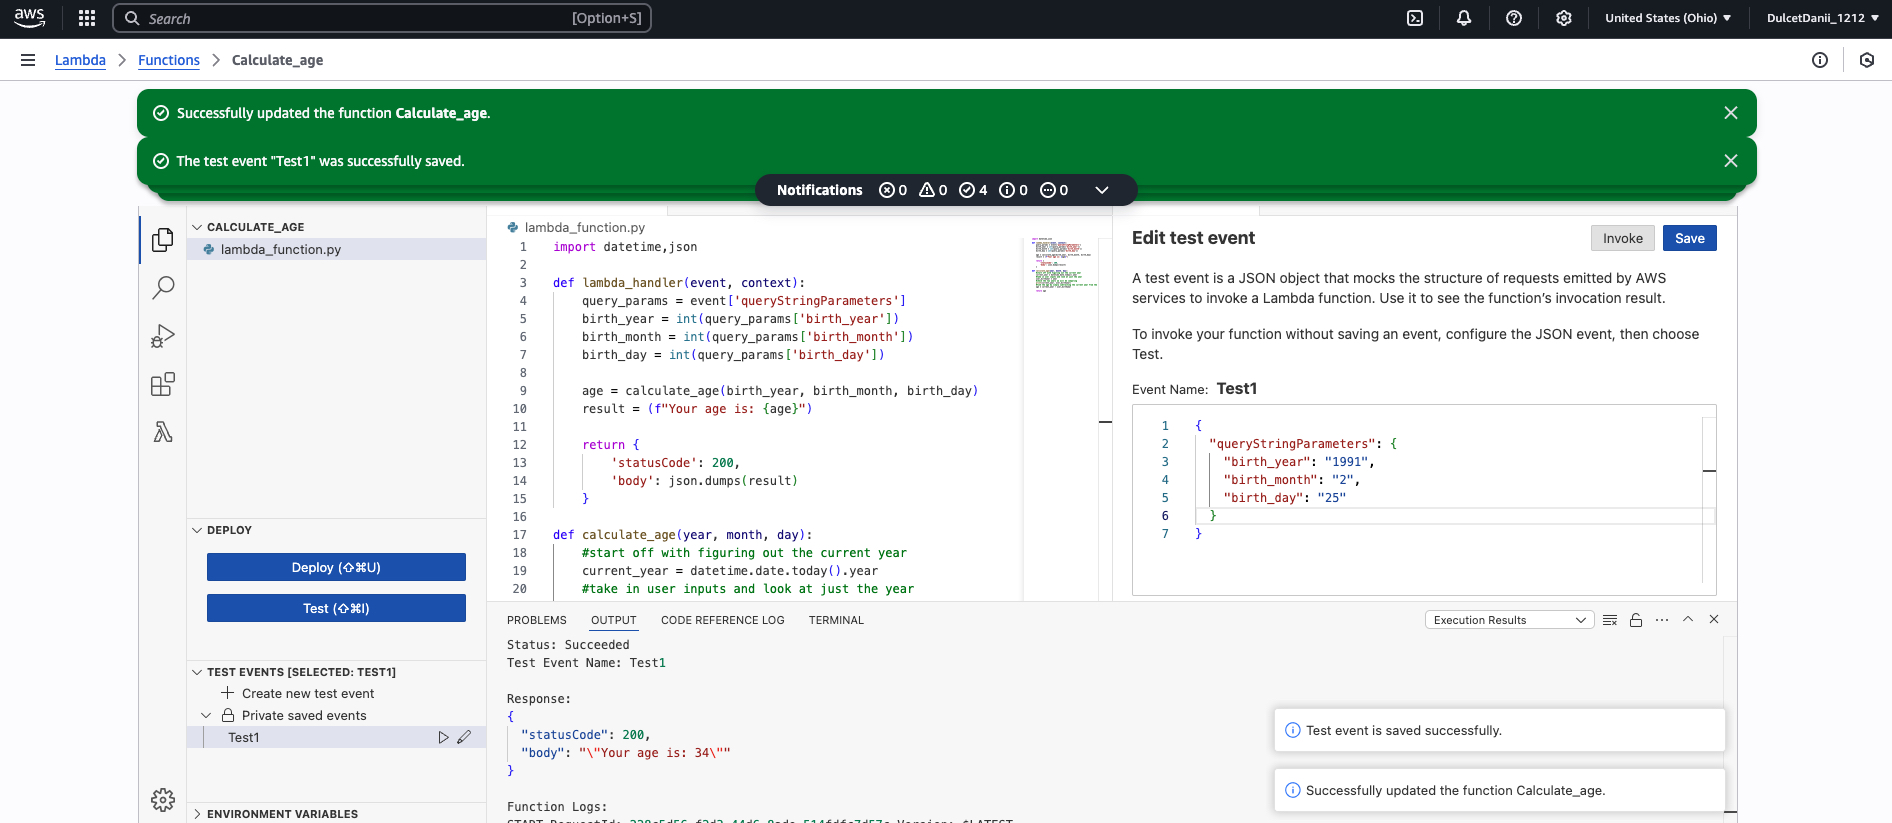 aws
Search [Option+S]
United States (Ohio)
DulcetDanii_1212
Lambda
Functions
Calculate_age
Successfully updated the function Calculate_age.
The test event "Test1" was successfully saved.
Notifications 0 0 4 0 0
CALCULATE_AGE
lambda_function.py
DEPLOY
Deploy (⇧⌘U)
Test (⇧⌘I)
TEST EVENTS [SELECTED: TEST1]
Create new test event
Private saved events
Test1
ENVIRONMENT VARIABLES
lambda_function.py
1 import datetime,json
2
3 def lambda_handler(event, context):
4 query_params = event['queryStringParameters']
5 birth_year = int(query_params['birth_year'])
6 birth_month = int(query_params['birth_month'])
7 birth_day = int(query_params['birth_day'])
8
9 age = calculate_age(birth_year, birth_month, birth_day)
10 result = (f"Your age is: {age}")
11
12 return {
13 'statusCode': 200,
14 'body': json.dumps(result)
15 }
16
17 def calculate_age(year, month, day):
18 #start off with figuring out the current year
19 current_year = datetime.date.today().year
20 #take in user inputs and look at just the year
Edit test event
Invoke
Save
A test event is a JSON object that mocks the structure of requests emitted by AWS
services to invoke a Lambda function. Use it to see the function's invocation result.
To invoke your function without saving an event, configure the JSON event, then choose
Test.
Event Name: Test1
1 {
2 "queryStringParameters": {
3 "birth_year": "1991",
4 "birth_month": "2",
5 "birth_day": "25"
6 }
7 }
PROBLEMS OUTPUT CODE REFERENCE LOG TERMINAL
Execution Results
Status: Succeeded
Test Event Name: Test1
Response:
{
"statusCode": 200,
"body": "\"Your age is: 34\""
}
Function Logs:
Test event is saved successfully.
Successfully updated the function Calculate_age.